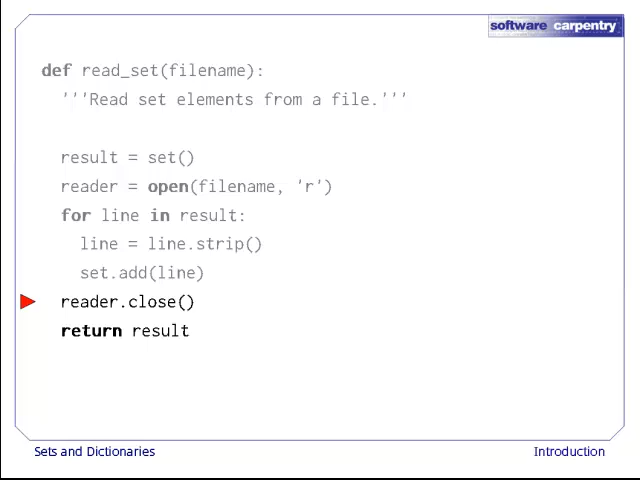 software carpentry
def read_set(filename):
'''Read set elements from a file.'''
result = set()
reader = open(filename, 'r')
for line in result:
line = line.strip()
set.add(line)
reader.close()
return result
Sets and Dictionaries
Introduction